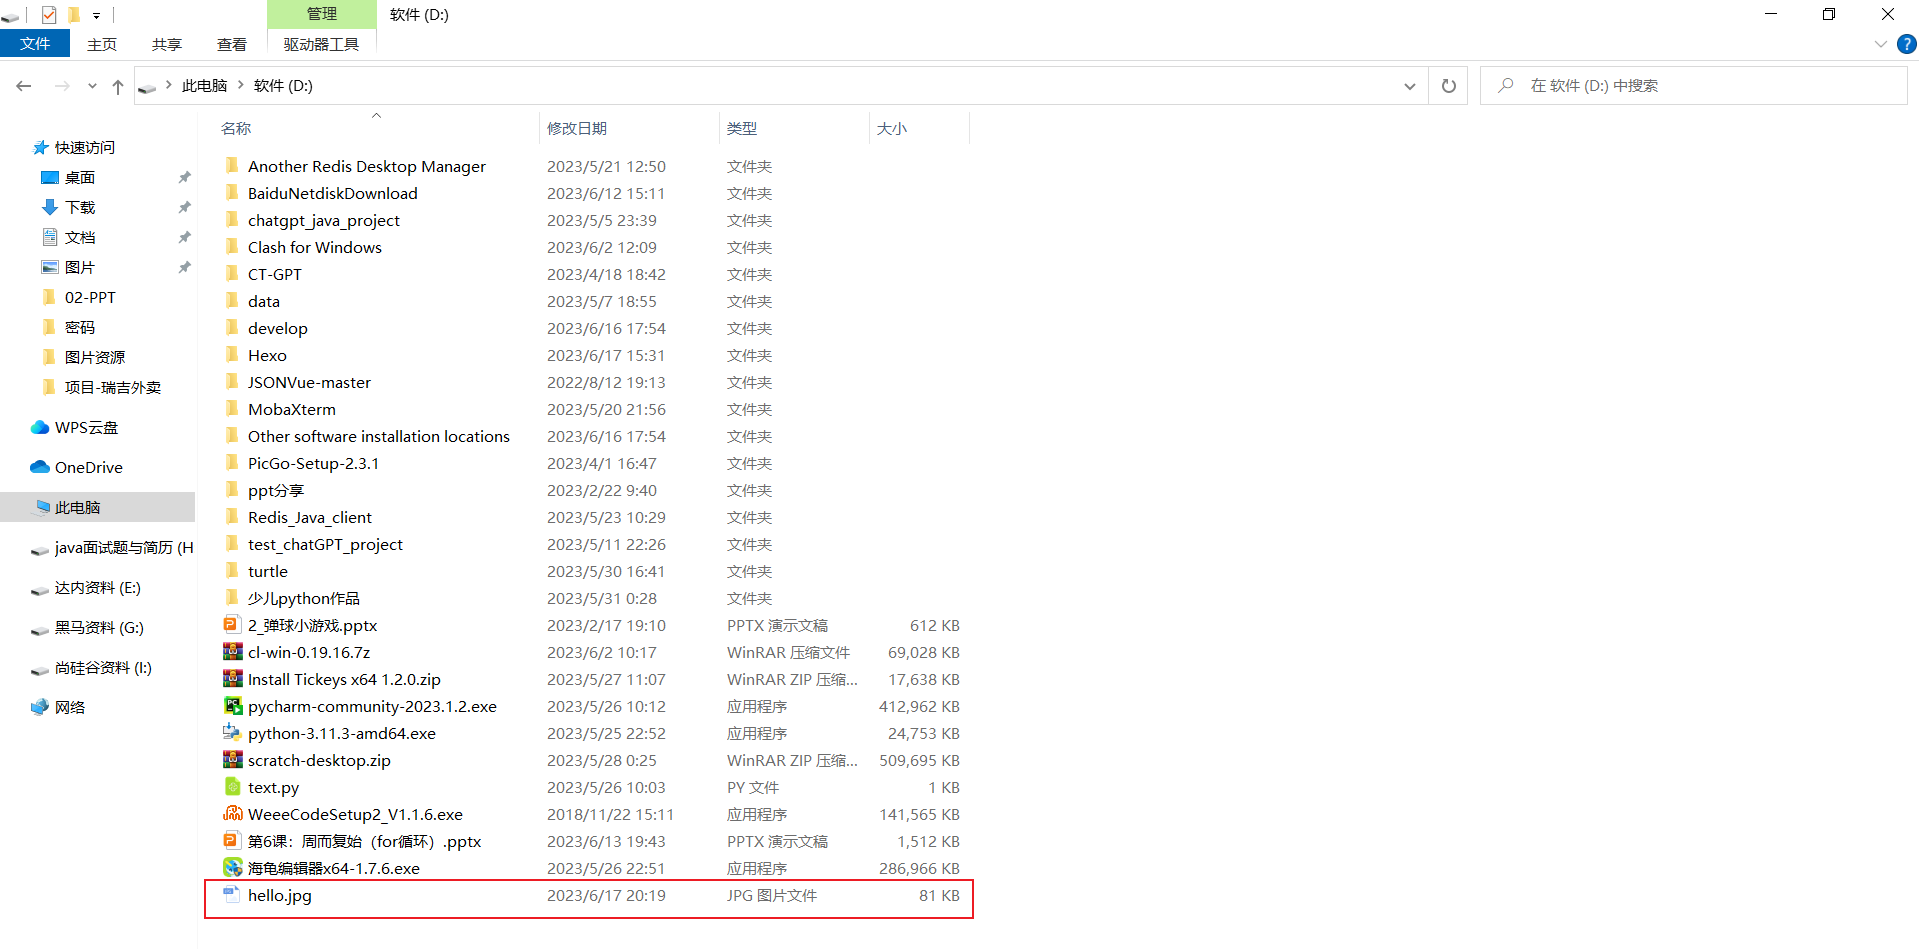 管理 软件 (D:)
文件 主页 共享 查看 驱动器工具 ?
此电脑 软件 (D:) 在 软件 (D:) 中搜索
快速访问
桌面
下载
文档
图片
02-PPT
密码
图片资源
项目-瑞吉外卖
WPS云盘
OneDrive
此电脑
java面试题与简历 (H
达内资料 (E:)
黑马资料 (G:)
尚硅谷资料 (I:)
网络
名称 修改日期 类型 大小
Another Redis Desktop Manager 2023/5/21 12:50 文件夹
BaiduNetdiskDownload 2023/6/12 15:11 文件夹
chatgpt_java_project 2023/5/5 23:39 文件夹
Clash for Windows 2023/6/2 12:09 文件夹
CT-GPT 2023/4/18 18:42 文件夹
data 2023/5/7 18:55 文件夹
develop 2023/6/16 17:54 文件夹
Hexo 2023/6/17 15:31 文件夹
JSONVue-master 2022/8/12 19:13 文件夹
MobaXterm 2023/5/20 21:56 文件夹
Other software installation locations 2023/6/16 17:54 文件夹
PicGo-Setup-2.3.1 2023/4/1 16:47 文件夹
ppt分享 2023/2/22 9:40 文件夹
Redis_Java_client 2023/5/23 10:29 文件夹
test_chatGPT_project 2023/5/11 22:26 文件夹
turtle 2023/5/30 16:41 文件夹
少儿python作品 2023/5/31 0:28 文件夹
2_弹球小游戏.pptx 2023/2/17 19:10 PPTX 演示文稿 612 KB
cl-win-0.19.16.7z 2023/6/2 10:17 WinRAR 压缩文件 69,028 KB
Install Tickeys x64 1.2.0.zip 2023/5/27 11:07 WinRAR ZIP 压缩... 17,638 KB
pycharm-community-2023.1.2.exe 2023/5/26 10:12 应用程序 412,962 KB
python-3.11.3-amd64.exe 2023/5/25 22:52 应用程序 24,753 KB
scratch-desktop.zip 2023/5/28 0:25 WinRAR ZIP 压缩... 509,695 KB
text.py 2023/5/26 10:03 PY 文件 1 KB
WeeeCodeSetup2_V1.1.6.exe 2018/11/22 15:11 应用程序 141,565 KB
第6课：周而复始（for循环）.pptx 2023/6/13 19:43 PPTX 演示文稿 1,512 KB
海龟编辑器x64-1.7.6.exe 2023/5/26 22:51 应用程序 286,966 KB
hello.jpg 2023/6/17 20:19 JPG 图片文件 81 KB